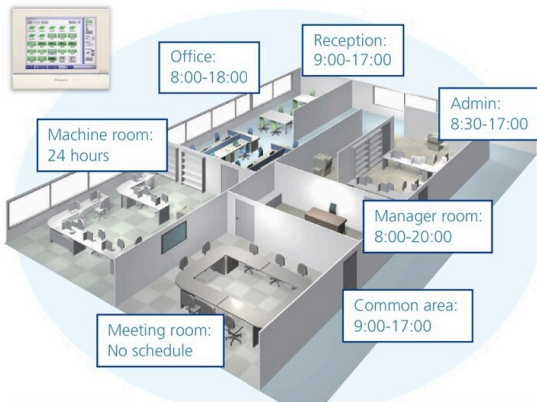 Reception:
9:00-17:00
Office:
8:00-18:00
Admin:
8:30-17:00
Machine room:
24 hours
Manager room:
8:00-20:00
Common area:
9:00-17:00
Meeting room:
No schedule